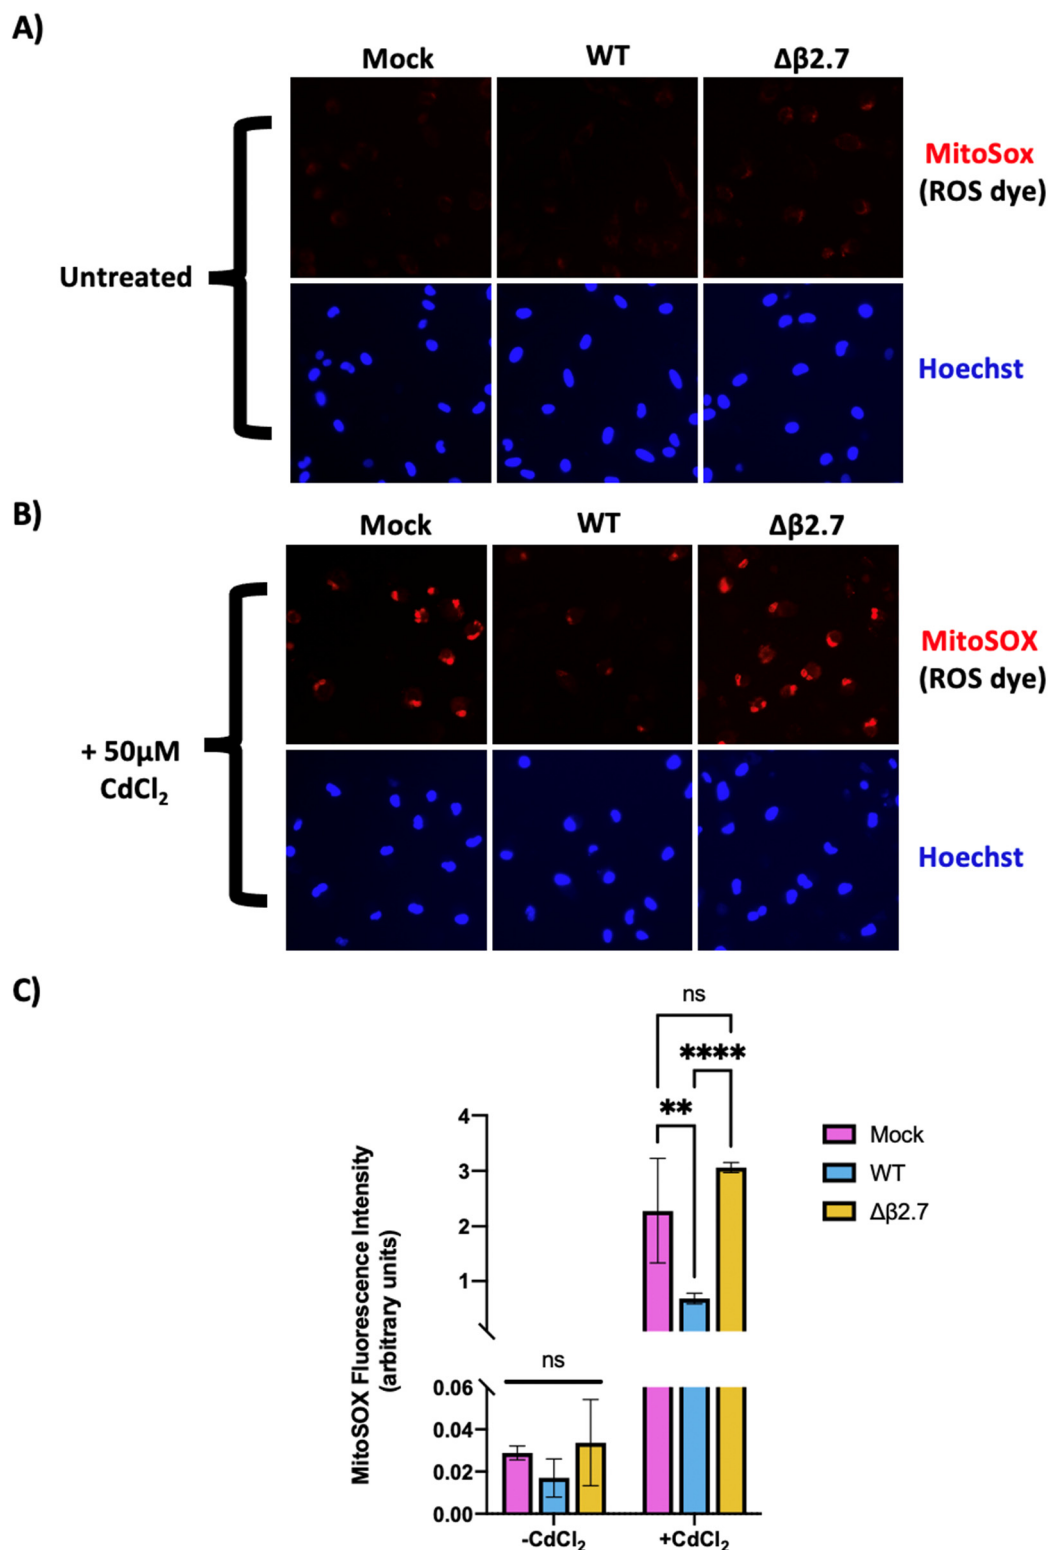 A)
Mock WT Δβ2.7
MitoSox
(ROS dye)
Untreated
Hoechst
B)
Mock WT Δβ2.7
MitoSOX
(ROS dye)
+ 50μM
CdCl₂
Hoechst
C)
ns
****
**
4
3
2
1
ns
0.06
0.04
0.02
0.00
MitoSOX Fluorescence Intensity
(arbitrary units)
-CdCl₂ +CdCl₂
Mock
WT
Δβ2.7